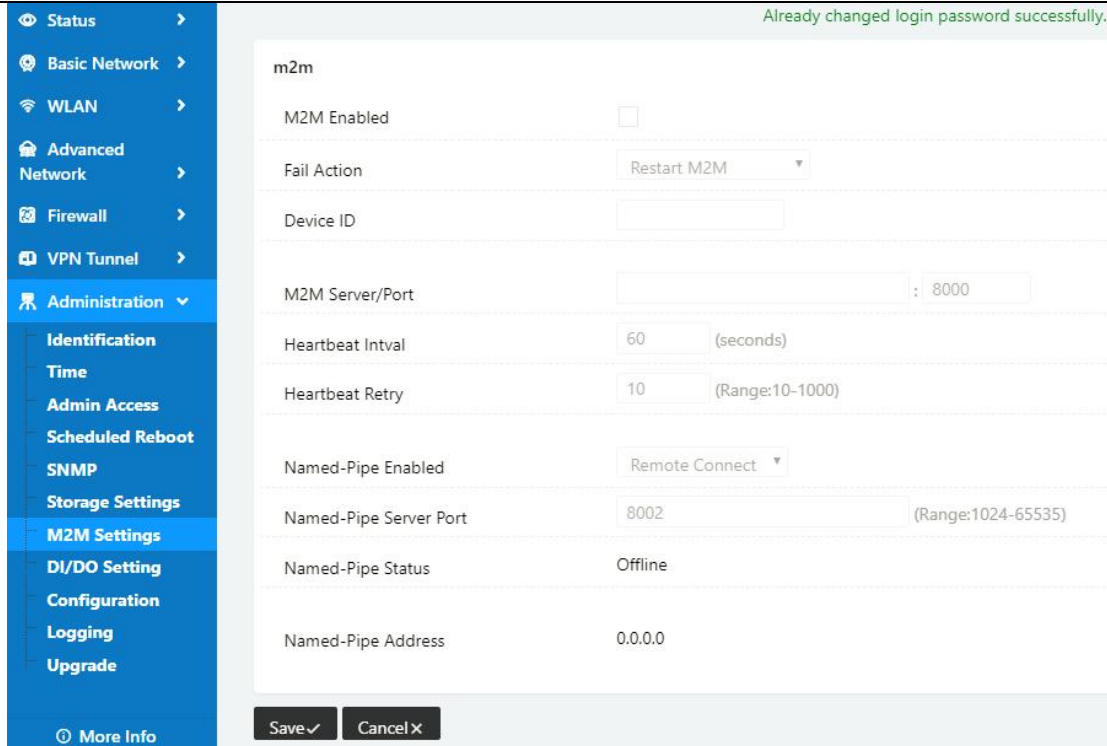 Already changed login password successfully.
Status
Basic Network
WLAN
Advanced
Network
Firewall
VPN Tunnel
Administration
Identification
Time
Admin Access
Scheduled Reboot
SNMP
Storage Settings
M2M Settings
DI/DO Setting
Configuration
Logging
Upgrade
More Info
m2m
M2M Enabled
Fail Action Restart M2M
Device ID
M2M Server/Port : 8000
Heartbeat Intval 60 (seconds)
Heartbeat Retry 10 (Range:10-1000)
Named-Pipe Enabled Remote Connect
Named-Pipe Server Port 8002 (Range:1024-65535)
Named-Pipe Status Offline
Named-Pipe Address 0.0.0.0
Save Cancel